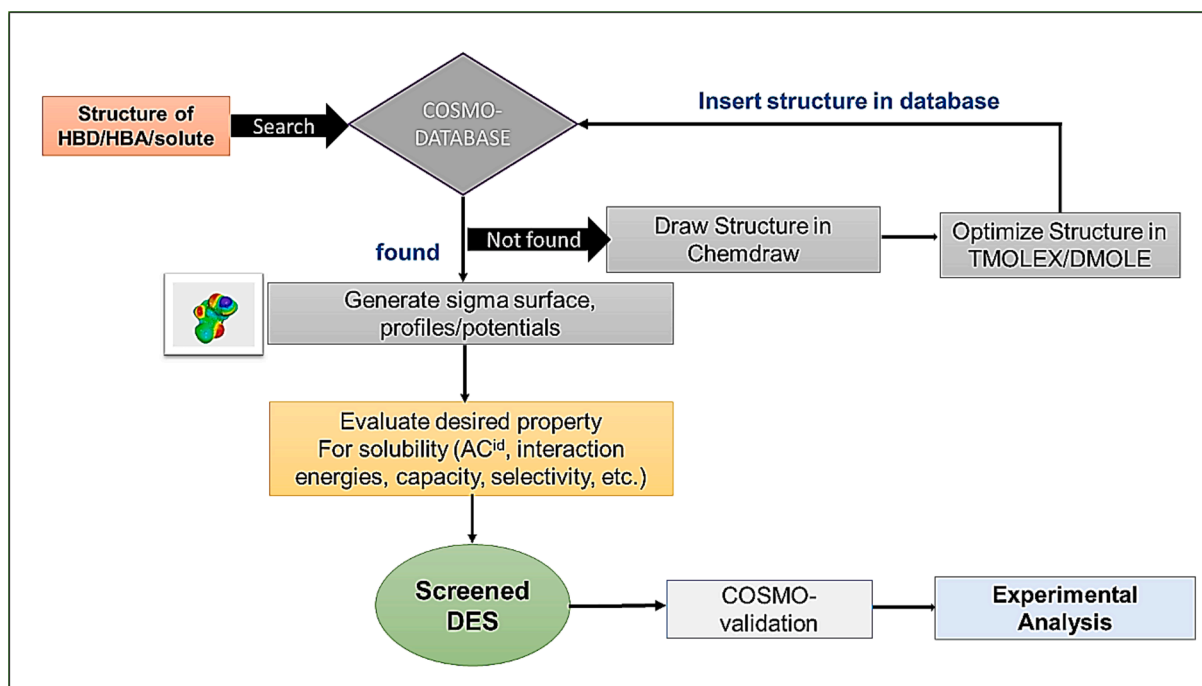 Structure of
HBD/HBA/solute
Search
COSMO-
DATABASE
Insert structure in database
found
Not found
Draw Structure in
Chemdraw
Optimize Structure in
TMOLEX/DMOLE
Generate sigma surface,
profiles/potentials
Evaluate desired property
For solubility (ACⁱᵈ, interaction
energies, capacity, selectivity, etc.)
Screened
DES
COSMO-
validation
Experimental
Analysis